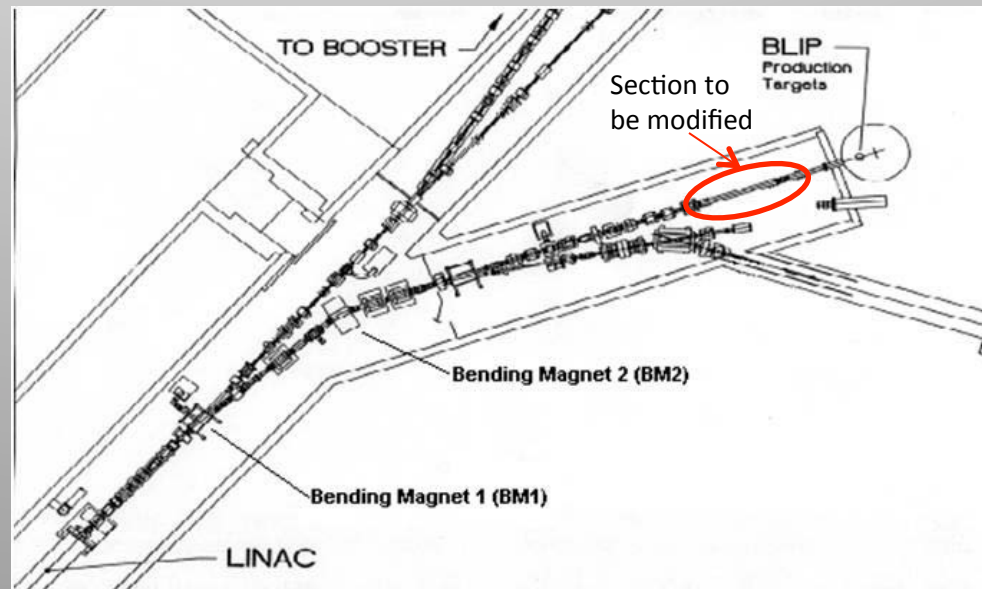 TO BOOSTER
BLIP
Production
Targets
Section to
be modified
Bending Magnet 2 (BM2)
Bending Magnet 1 (BM1)
LINAC